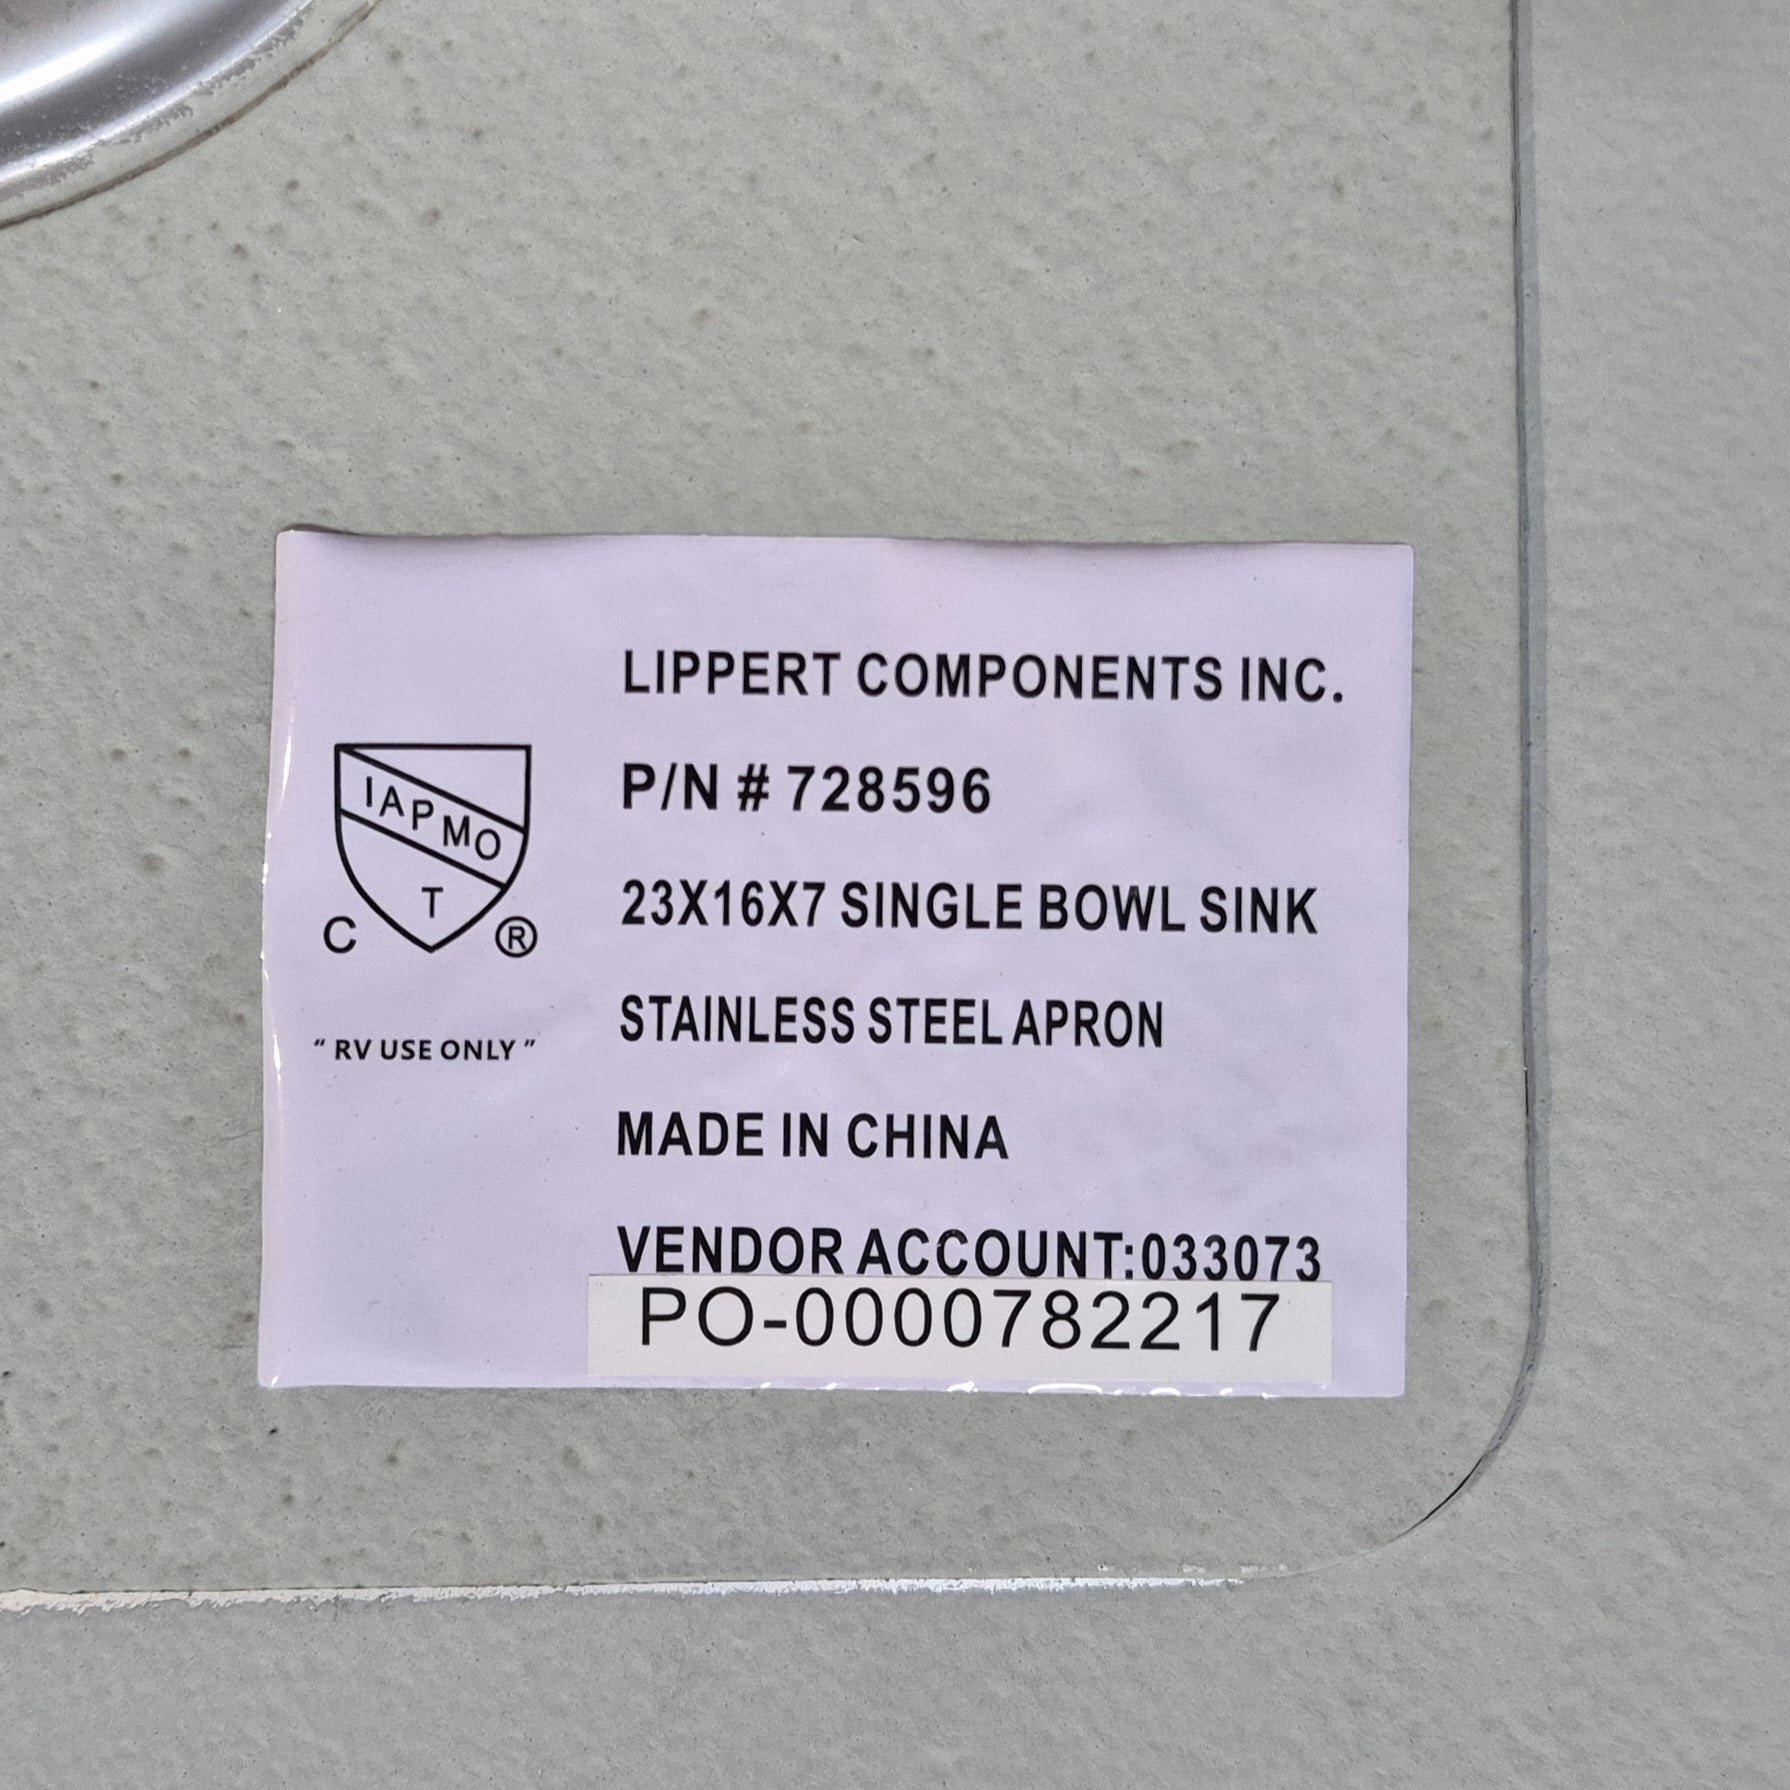 LIPPERT COMPONENTS INC.
P/N # 728596
23X16X7 SINGLE BOWL SINK
STAINLESS STEEL APRON
MADE IN CHINA
VENDOR ACCOUNT:033073
PO-0000782217
IAPMO
T
C ®
“ RV USE ONLY ”